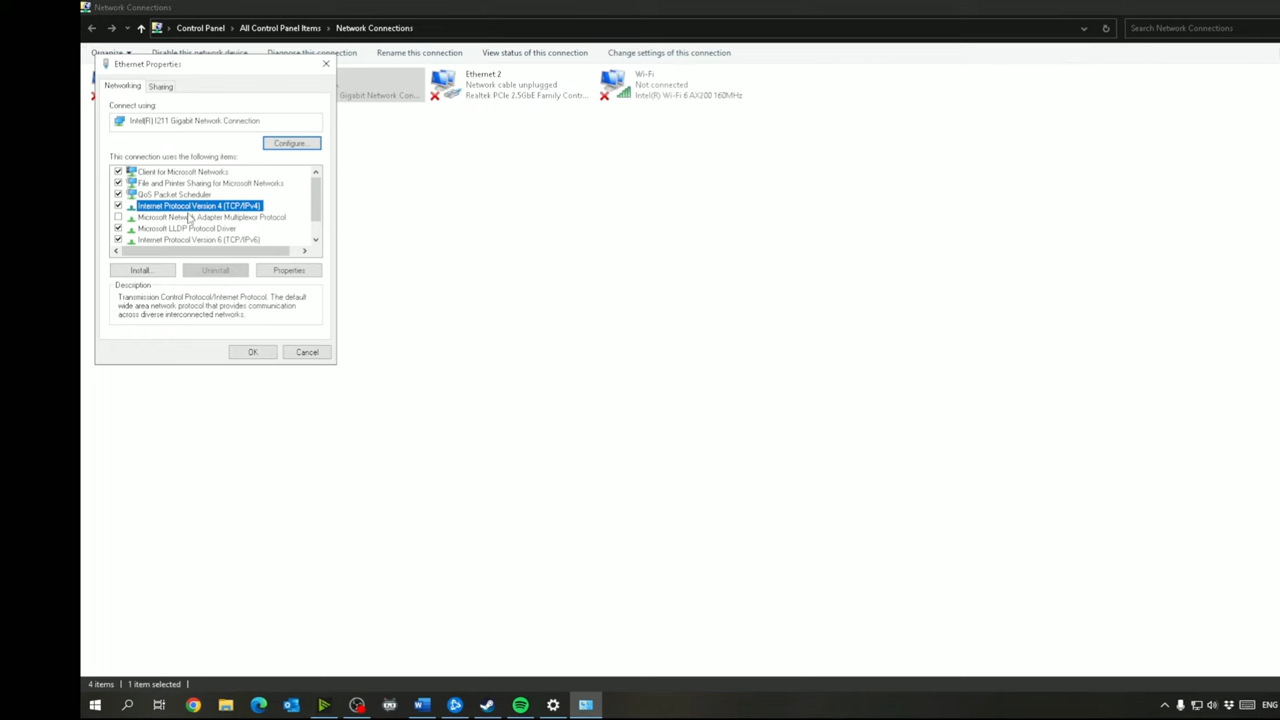 Network Connections
Control Panel > All Control Panel Items > Network Connections
Search Network Connections
Organize Disable this network device Diagnose this connection Rename this connection View status of this connection Change settings of this connection
Ethernet Properties
Networking Sharing
Connect using:
Intel(R) I211 Gigabit Network Connection
Configure...
This connection uses the following items:
Client for Microsoft Networks
File and Printer Sharing for Microsoft Networks
QoS Packet Scheduler
Internet Protocol Version 4 (TCP/IPv4)
Microsoft Network Adapter Multiplexor Protocol
Microsoft LLDP Protocol Driver
Internet Protocol Version 6 (TCP/IPv6)
Install... Uninstall Properties
Description
Transmission Control Protocol/Internet Protocol. The default
wide area network protocol that provides communication
across diverse interconnected networks.
OK Cancel
Gigabit Network Con...
Ethernet 2
Network cable unplugged
Realtek PCIe 2.5GbE Family Contr...
Wi-Fi
Not connected
Intel(R) Wi-Fi 6 AX200 160MHz
4 items 1 item selected
ENG